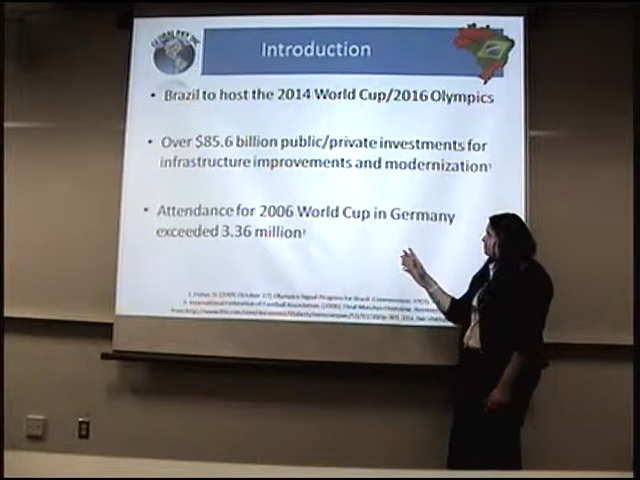 Introduction
• Brazil to host the 2014 World Cup/2016 Olympics
• Over $85.6 billion public/private investments for
infrastructure improvements and modernization¹
• Attendance for 2006 World Cup in Germany
exceeded 3.36 million²